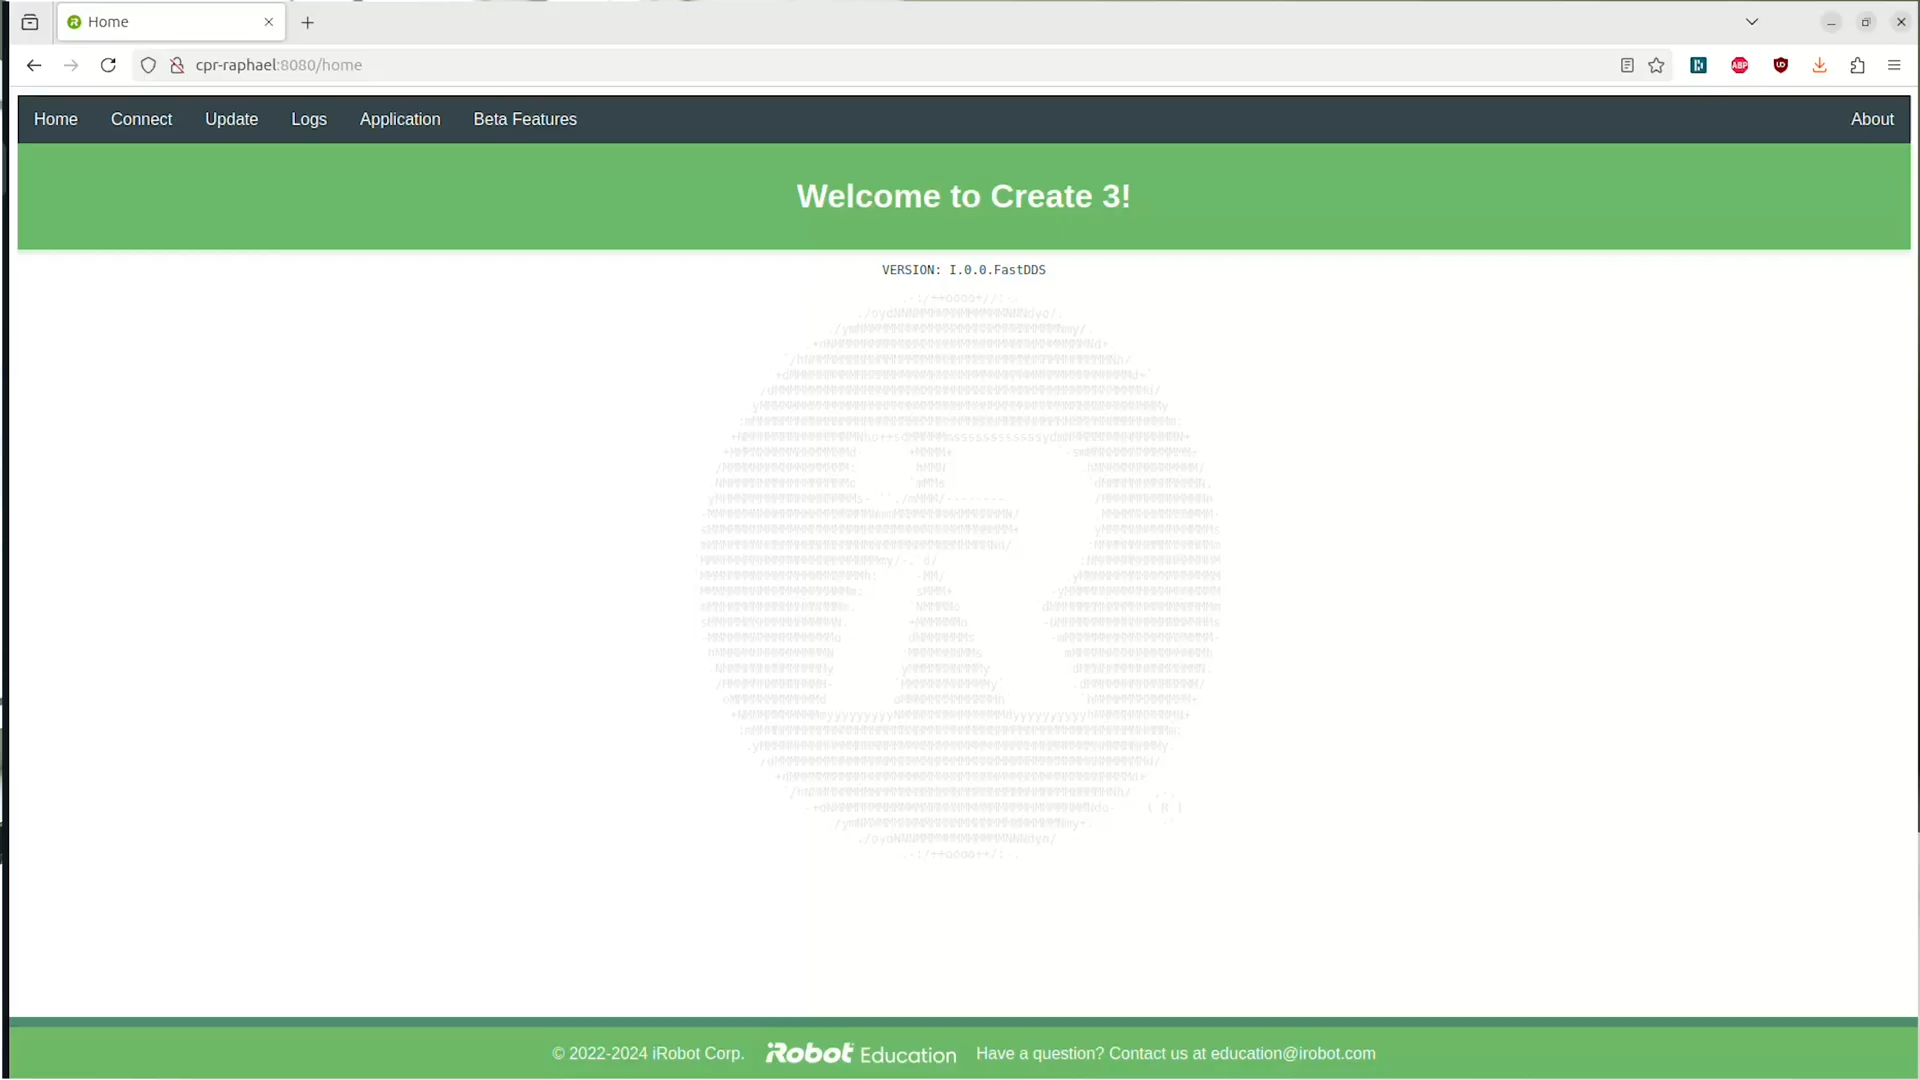 Home
cpr-raphael:8080/home
Home Connect Update Logs Application Beta Features About
Welcome to Create 3!
VERSION: I.0.0.FastDDS
© 2022-2024 iRobot Corp. iRobot Education Have a question? Contact us at education@irobot.com